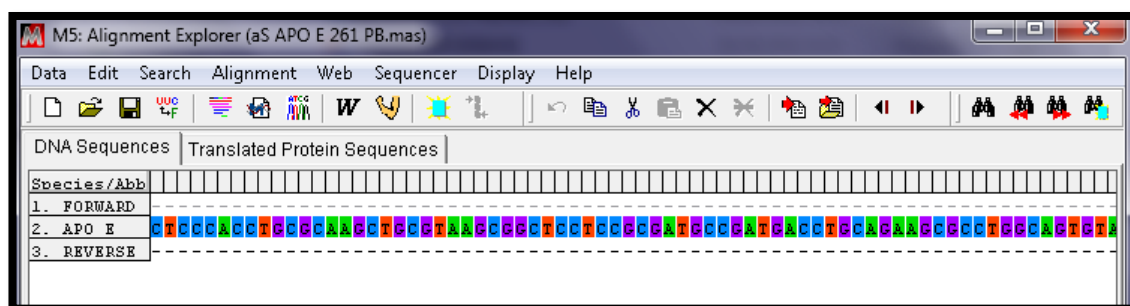 M5: Alignment Explorer (aS APO E 261 PB.mas)
Data Edit Search Alignment Web Sequencer Display Help
W
DNA Sequences Translated Protein Sequences
Species/Abb
1. FORWARD ------------------------------------------------------------------------
2. APO E CTCCCACCTGCGCAAGCTGCGTAAGCGGCTCCTCCGCGATGCCGATGACCTGCAGAAGCGCCTGGCAGTGTA
3. REVERSE ------------------------------------------------------------------------